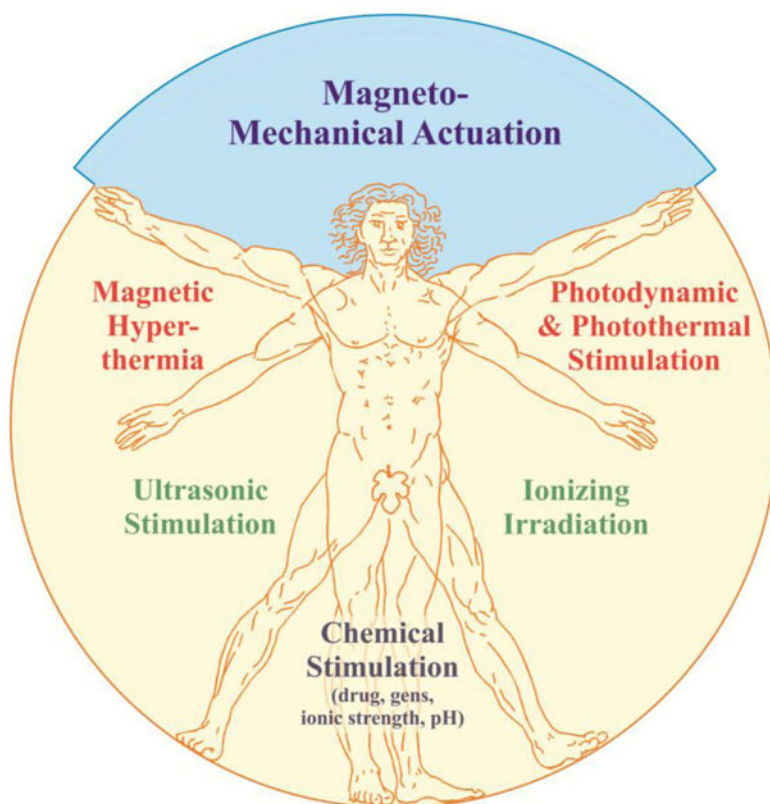 Magneto-
Mechanical Actuation
Magnetic
Hyper-
thermia
Photodynamic
& Photothermal
Stimulation
Ultrasonic
Stimulation
Ionizing
Irradiation
Chemical
Stimulation
(drug, gens,
ionic strength, pH)